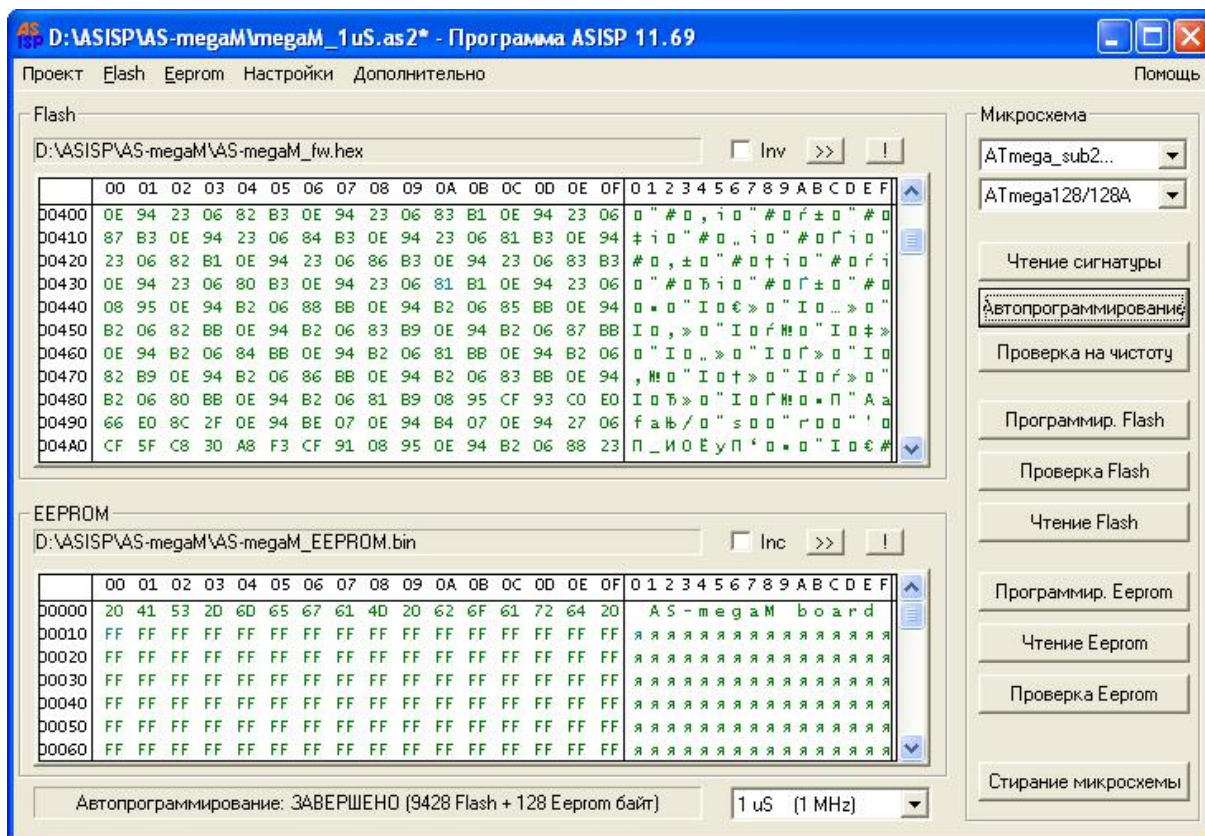 AS ISP D:\ASISP\AS-megaM\megaM_1uS.as2* - Программа ASISP 11.69
Проект Flash Eeprom Настройки Дополнительно Помощь
Flash
D:\ASISP\AS-megaM\AS-megaM_fw.hex Inv >> !
00 01 02 03 04 05 06 07 08 09 0A 0B 0C 0D 0E 0F 0 1 2 3 4 5 6 7 8 9 A B C D E F
00400 0E 94 23 06 82 B3 0E 94 23 06 83 B1 0E 94 23 06
00410 87 B3 0E 94 23 06 84 B3 0E 94 23 06 81 B3 0E 94
00420 23 06 82 B1 0E 94 23 06 86 B3 0E 94 23 06 83 B3
00430 0E 94 23 06 80 B3 0E 94 23 06 81 B1 0E 94 23 06
00440 08 95 0E 94 B2 06 88 BB 0E 94 B2 06 85 BB 0E 94
00450 B2 06 82 BB 0E 94 B2 06 83 B9 0E 94 B2 06 87 BB
00460 0E 94 B2 06 84 BB 0E 94 B2 06 81 BB 0E 94 B2 06
00470 82 B9 0E 94 B2 06 86 BB 0E 94 B2 06 83 BB 0E 94
00480 B2 06 80 BB 0E 94 B2 06 81 B9 08 95 CF 93 C0 E0
00490 66 E0 8C 2F 0E 94 BE 07 0E 94 B4 07 0E 94 27 06
004A0 CF 5F C8 30 A8 F3 CF 91 08 95 0E 94 B2 06 88 23
EEPROM
D:\ASISP\AS-megaM\AS-megaM_EEPROM.bin Inc >> !
00 01 02 03 04 05 06 07 08 09 0A 0B 0C 0D 0E 0F 0 1 2 3 4 5 6 7 8 9 A B C D E F
00000 20 41 53 2D 6D 65 67 61 4D 20 62 6F 61 72 64 20 A S - m e g a M b o a r d
00010 FF FF FF FF FF FF FF FF FF FF FF FF FF FF FF FF я я я я я я я я я я я я я я я я
00020 FF FF FF FF FF FF FF FF FF FF FF FF FF FF FF FF я я я я я я я я я я я я я я я я
00030 FF FF FF FF FF FF FF FF FF FF FF FF FF FF FF FF я я я я я я я я я я я я я я я я
00040 FF FF FF FF FF FF FF FF FF FF FF FF FF FF FF FF я я я я я я я я я я я я я я я я
00050 FF FF FF FF FF FF FF FF FF FF FF FF FF FF FF FF я я я я я я я я я я я я я я я я
00060 FF FF FF FF FF FF FF FF FF FF FF FF FF FF FF FF я я я я я я я я я я я я я я я я
Автопрограммирование: ЗАВЕРШЕНО (9428 Flash + 128 Eeprom байт) 1 uS (1 MHz)
Микросхема
ATmega_sub2...
ATmega128/128A
Чтение сигнатуры
Автопрограммирование
Проверка на чистоту
Программир. Flash
Проверка Flash
Чтение Flash
Программир. Eeprom
Чтение Eeprom
Проверка Eeprom
Стирание микросхемы